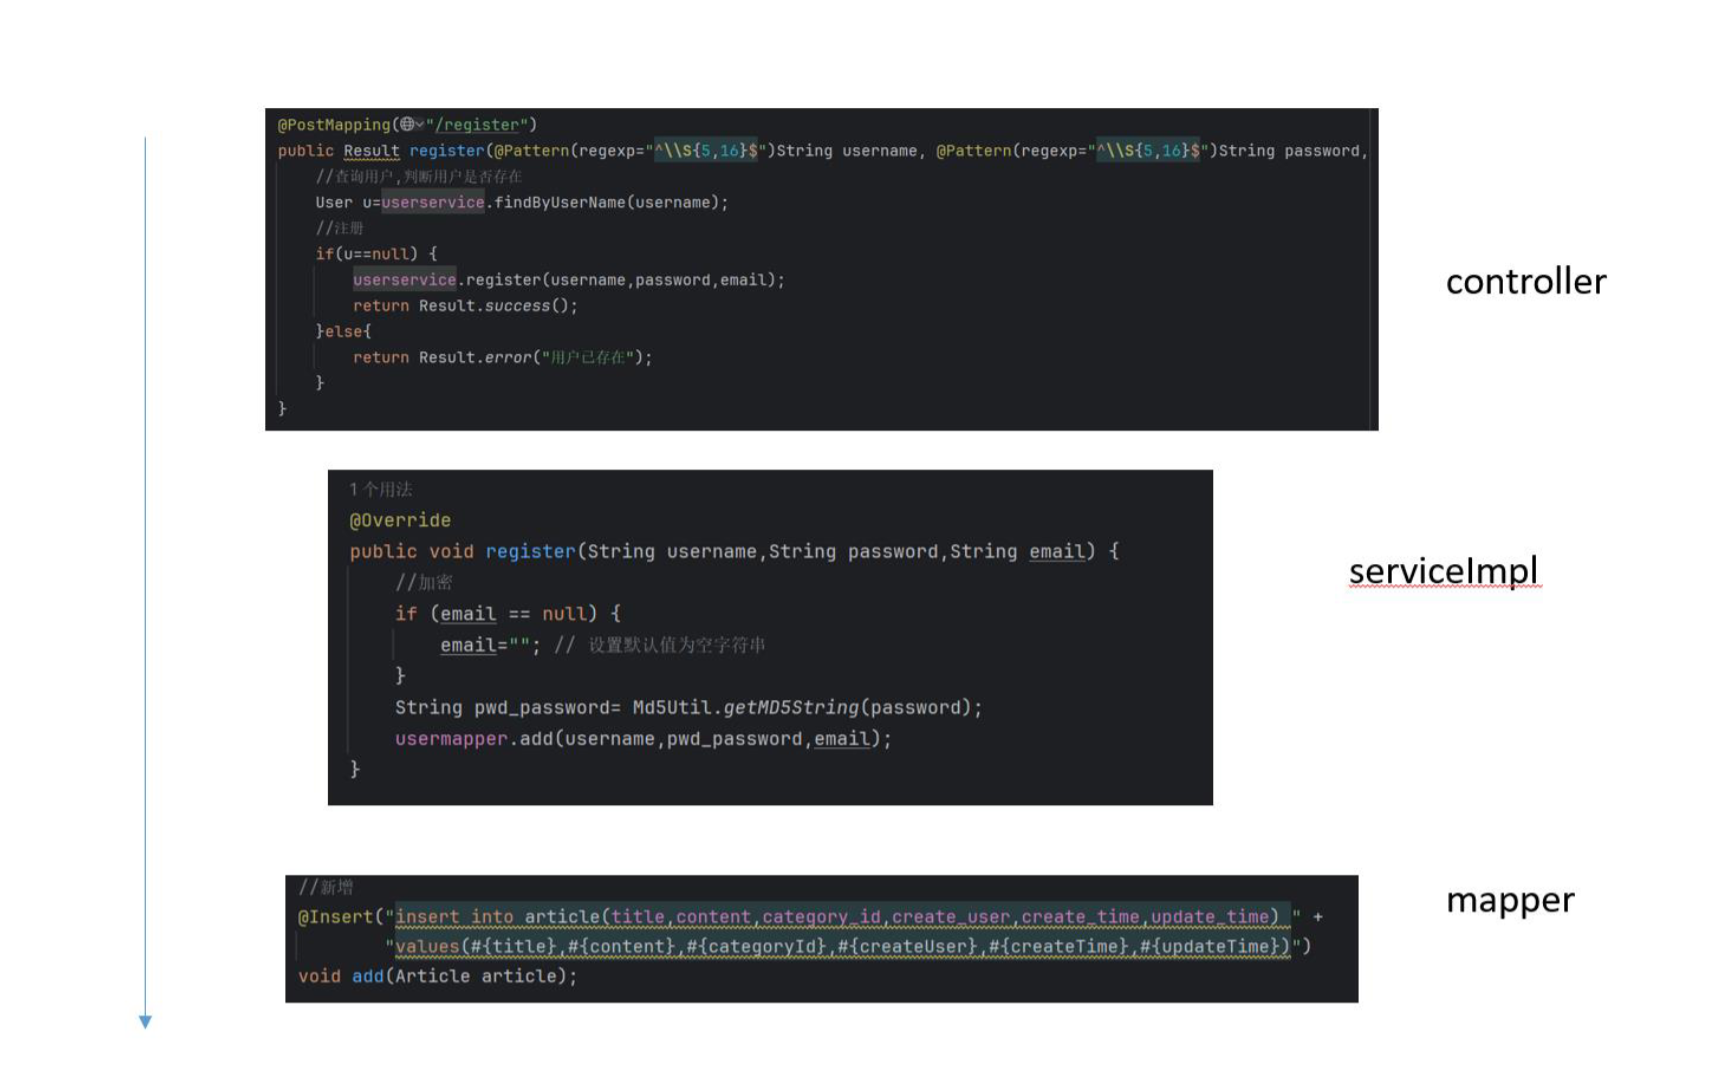 @PostMapping("/register")
public Result register(@Pattern(regexp="^\\S{5,16}$")String username, @Pattern(regexp="^\\S{5,16}$")String password,
//查询用户,判断用户是否存在
User u=userservice.findByUserName(username);
//注册
if(u==null) {
userservice.register(username,password,email);
return Result.success();
}else{
return Result.error("用户已存在");
}
}
controller
1个用法
@Override
public void register(String username,String password,String email) {
//加密
if (email == null) {
email=""; // 设置默认值为空字符串
}
String pwd_password= Md5Util.getMD5String(password);
usermapper.add(username,pwd_password,email);
}
serviceImpl
//新增
@Insert("insert into article(title,content,category_id,create_user,create_time,update_time) " +
"values(#{title},#{content},#{categoryId},#{createUser},#{createTime},#{updateTime})")
void add(Article article);
mapper